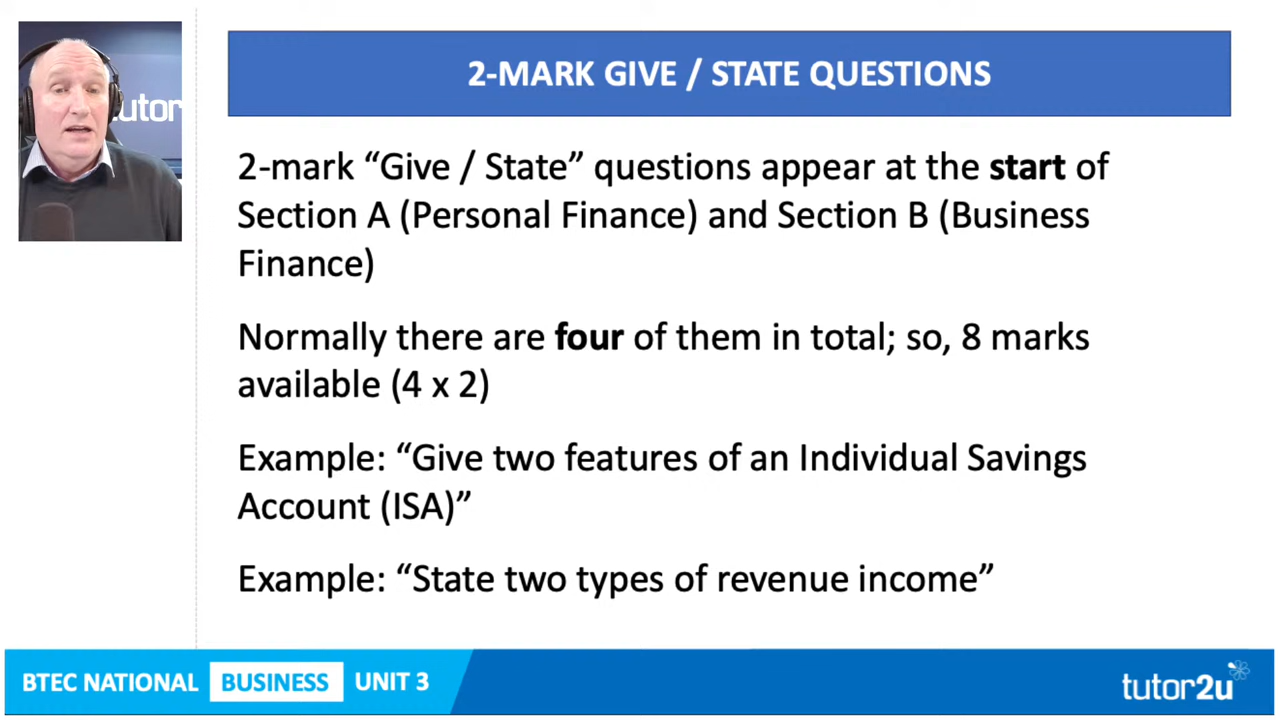 utor
2-MARK GIVE / STATE QUESTIONS
2-mark “Give / State” questions appear at the start of
Section A (Personal Finance) and Section B (Business
Finance)
Normally there are four of them in total; so, 8 marks
available (4 x 2)
Example: “Give two features of an Individual Savings
Account (ISA)”
Example: “State two types of revenue income”
BTEC NATIONAL BUSINESS UNIT 3
tutor2u